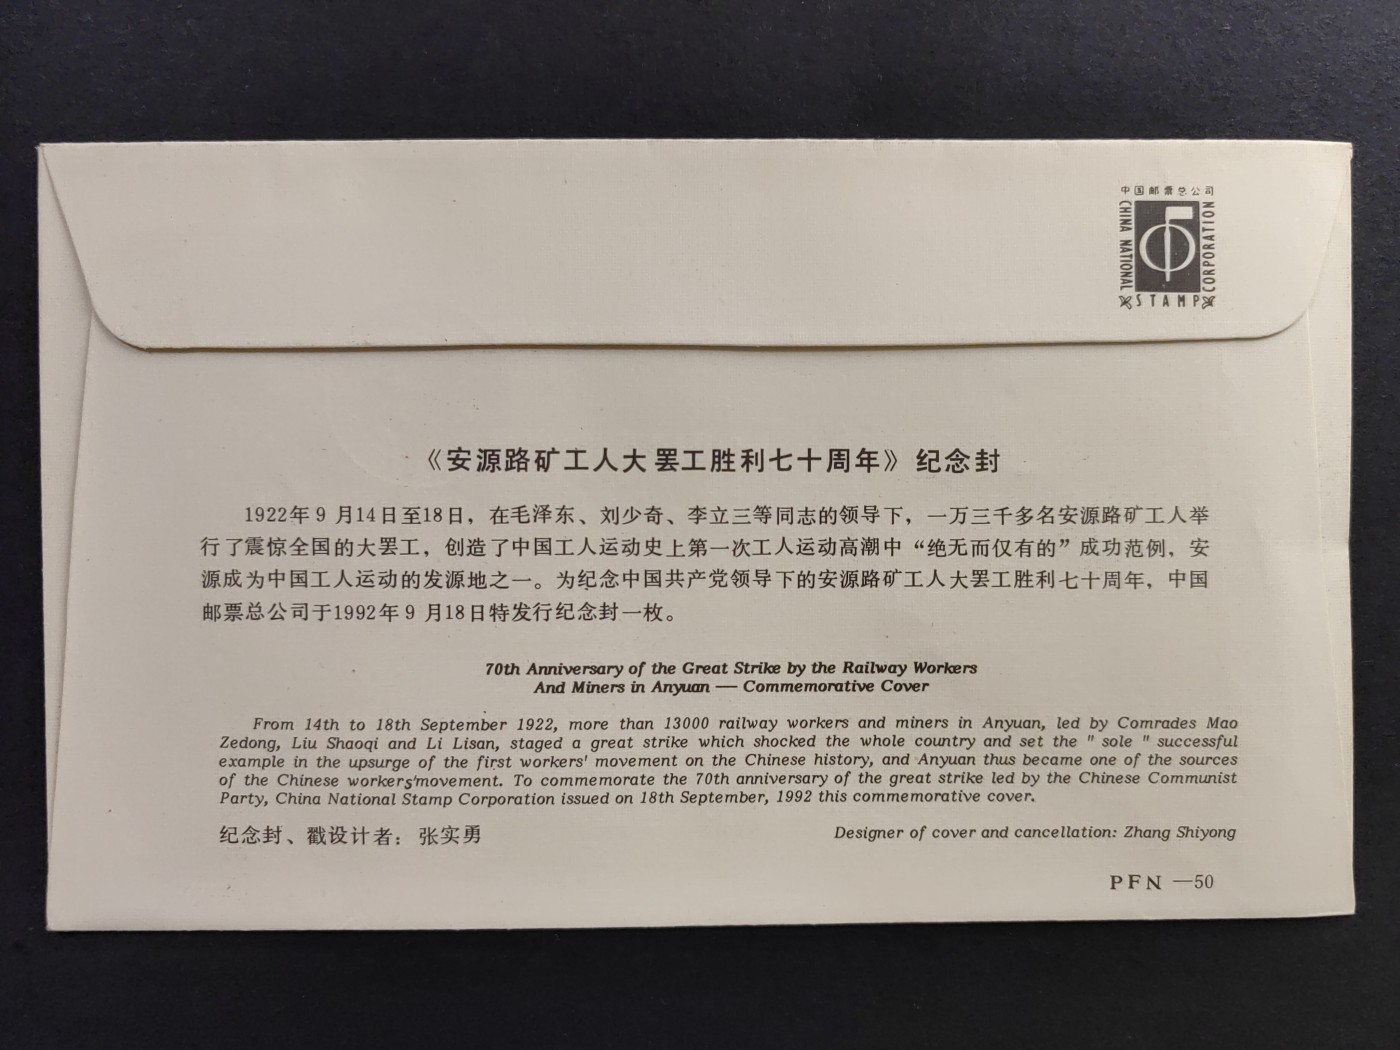 中国邮票总公司
CHINA NATIONAL
STAMP
CORPORATION
《安源路矿工人大罢工胜利七十周年》纪念封
1922年9月14日至18日，在毛泽东、刘少奇、李立三等同志的领导下，一万三千多名安源路矿工人举
行了震惊全国的大罢工，创造了中国工人运动史上第一次工人运动高潮中“绝无而仅有的”成功范例，安
源成为中国工人运动的发源地之一。为纪念中国共产党领导下的安源路矿工人大罢工胜利七十周年，中国
邮票总公司于1992年9月18日特发行纪念封一枚。
70th Anniversary of the Great Strike by the Railway Workers
And Miners in Anyuan — Commemorative Cover
From 14th to 18th September 1922, more than 13000 railway workers and miners in Anyuan, led by Comrades Mao
Zedong, Liu Shaoqi and Li Lisan, staged a great strike which shocked the whole country and set the " sole " successful
example in the upsurge of the first workers' movement on the Chinese history, and Anyuan thus became one of the sources
of the Chinese workers'movement. To commemorate the 70th anniversary of the great strike led by the Chinese Communist
Party, China National Stamp Corporation issued on 18th September, 1992 this commemorative cover.
纪念封、戳设计者：张实勇
Designer of cover and cancellation: Zhang Shiyong
PFN —50